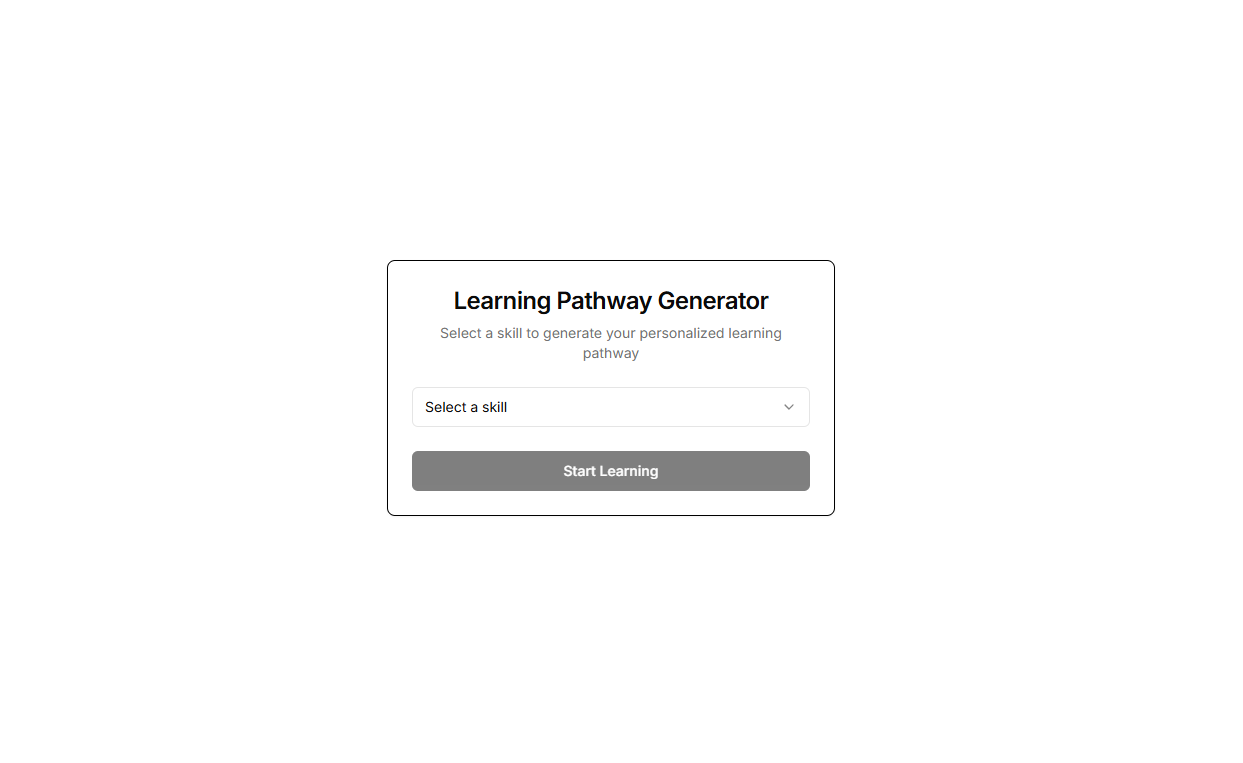 Learning Pathway Generator
Select a skill to generate your personalized learning
pathway
Select a skill
Start Learning